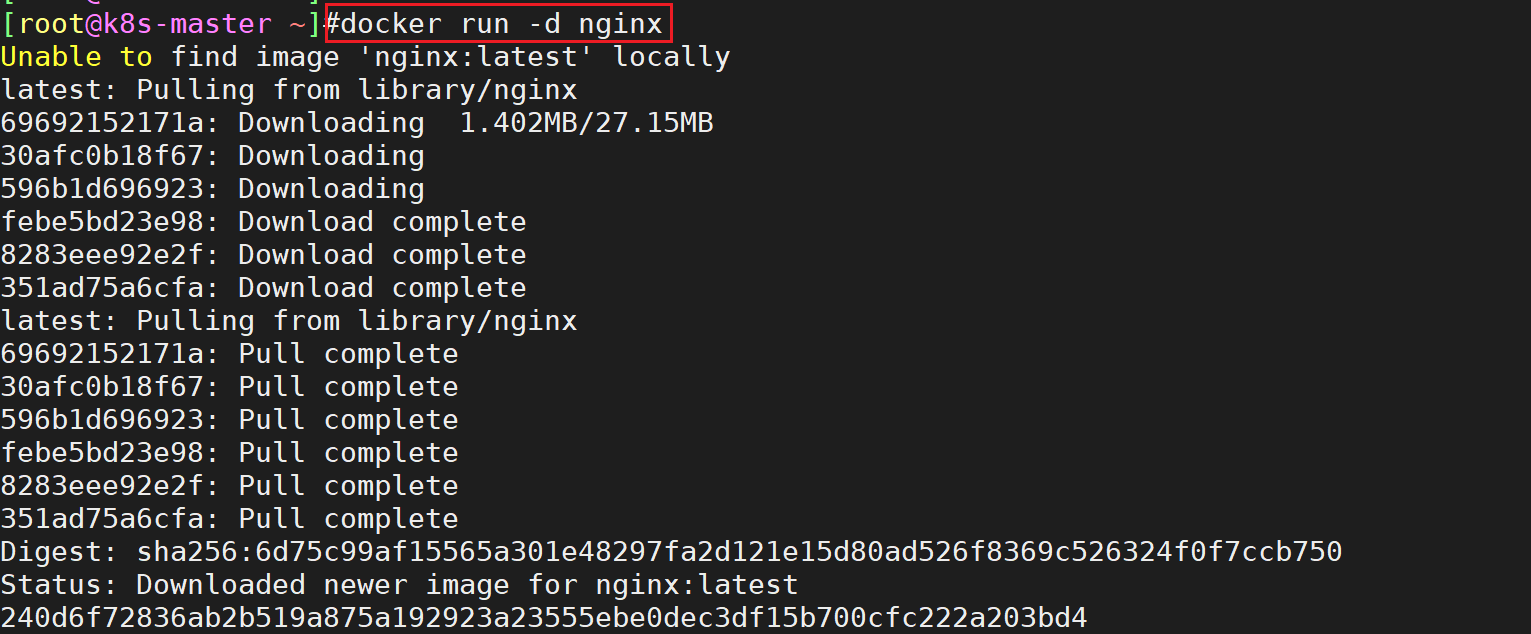 [root@k8s-master ~]#docker run -d nginx
Unable to find image 'nginx:latest' locally
latest: Pulling from library/nginx
69692152171a: Downloading  1.402MB/27.15MB
30afc0b18f67: Downloading
596b1d696923: Downloading
febe5bd23e98: Download complete
8283eee92e2f: Download complete
351ad75a6cfa: Download complete
latest: Pulling from library/nginx
69692152171a: Pull complete
30afc0b18f67: Pull complete
596b1d696923: Pull complete
febe5bd23e98: Pull complete
8283eee92e2f: Pull complete
351ad75a6cfa: Pull complete
Digest: sha256:6d75c99af15565a301e48297fa2d121e15d80ad526f8369c526324f0f7ccb750
Status: Downloaded newer image for nginx:latest
240d6f72836ab2b519a875a192923a23555ebe0dec3df15b700cfc222a203bd4